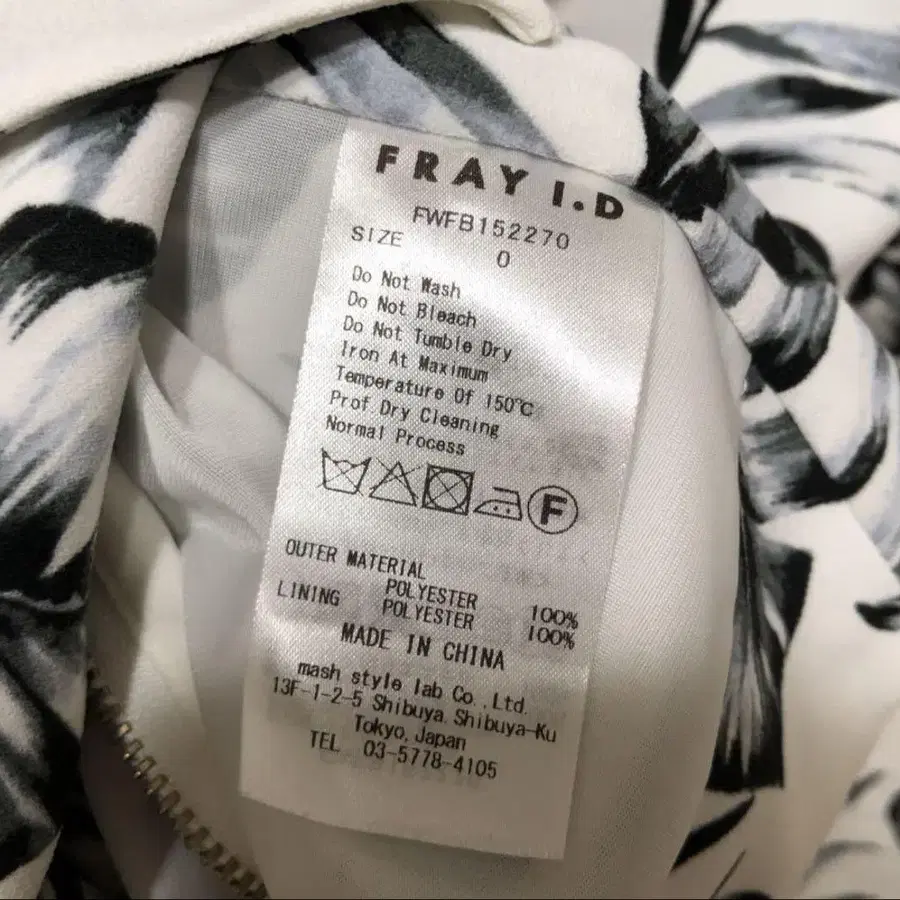 FRAY I.D
FWFB152270
SIZE 0
Do Not Wash
Do Not Bleach
Do Not Tumble Dry
Iron At Maximum
Temperature Of 150℃
Prof Dry Cleaning
Normal Process
F
OUTER MATERIAL
POLYESTER 100%
LINING POLYESTER 100%
MADE IN CHINA
mash style lab Co.,Ltd.
13F-1-2-5 Shibuya Shibuya-Ku
Tokyo,Japan
TEL 03-5778-4105